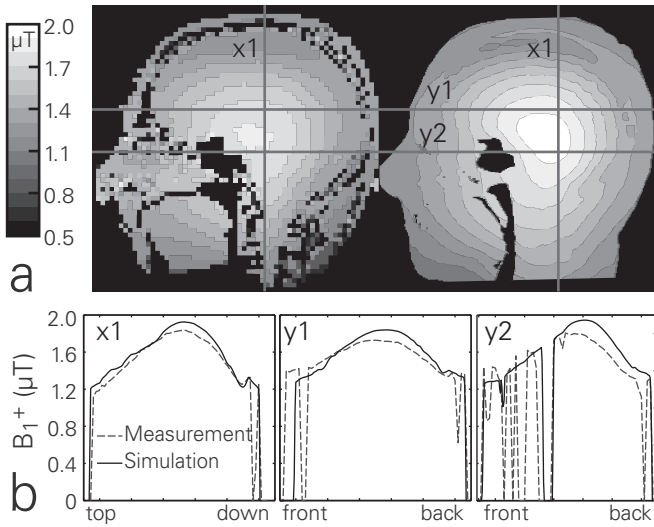 2.0
μT
1.7
1.4
1.1
0.8
0.5
x1
x1
y1
y2
a
x1
y1
y2
2.0
1.6
1.2
0.8
0.4
0
B₁⁺ (μT)
Measurement
Simulation
top down
front back
front back
b